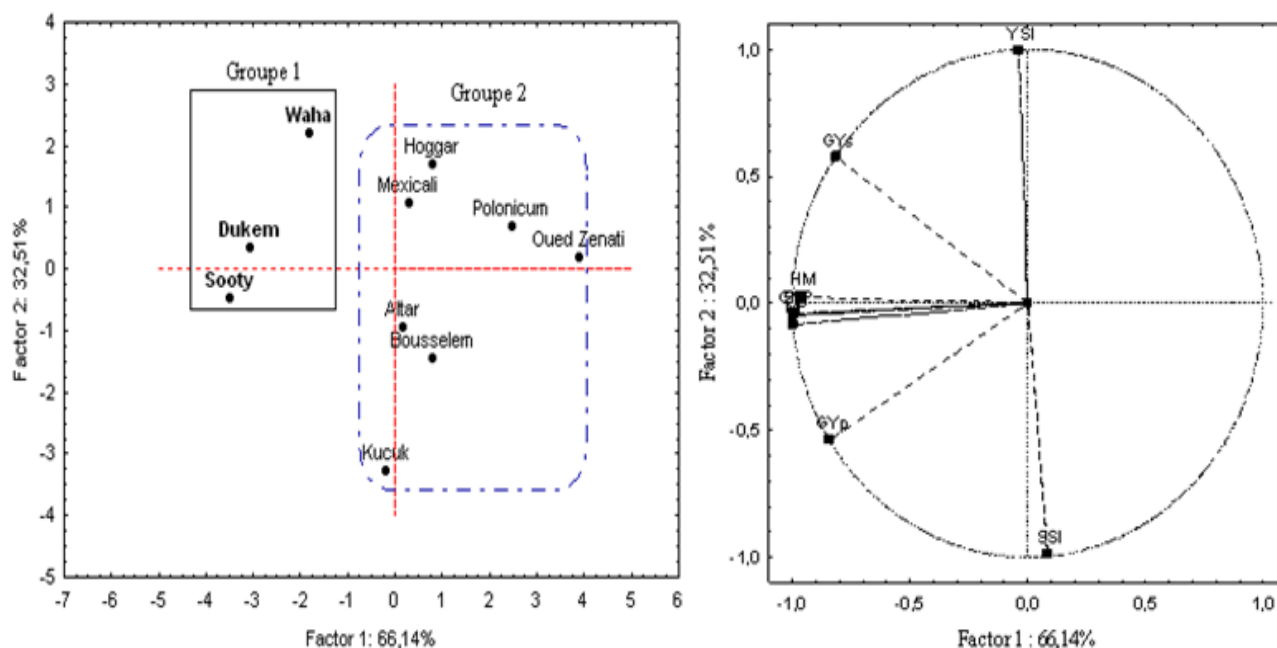 Groupe 1
Groupe 2
Waha
Hoggar
Mexicali
Polonicum
Dukem
Oued Zenati
Sooty
Altar
Bousselem
Kucuk
4
3
2
1
0
-1
-2
-3
-4
-5
-7
-6
-5
-4
-3
-2
-1
0
1
2
3
4
5
6
Factor 2: 32,51%
Factor 1: 66,14%
YSI
GYs
HM
GYp
SSI
1,0
0,5
0,0
-0,5
-1,0
-1,0
-0,5
0,0
0,5
1,0
Factor 2 : 32,51%
Factor 1 : 66,14%